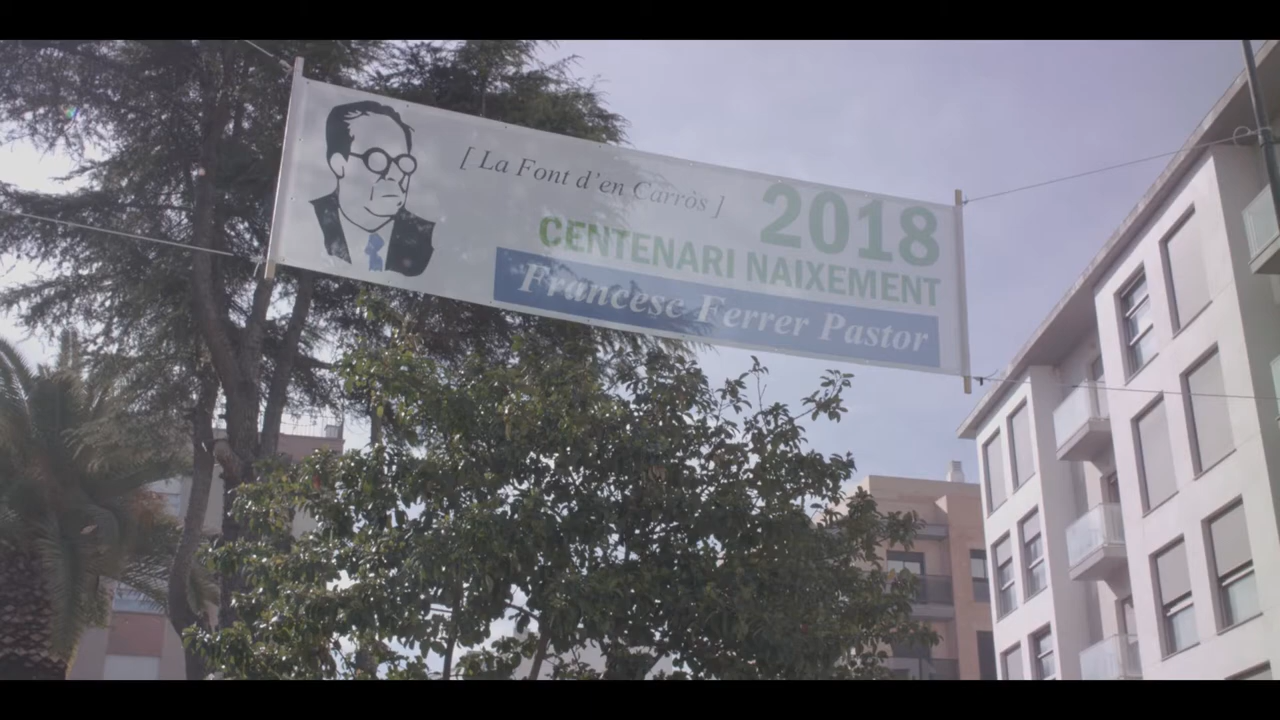 [ La Font d'en Carròs ]
2018
CENTENARI NAIXEMENT
Francesc Ferrer Pastor